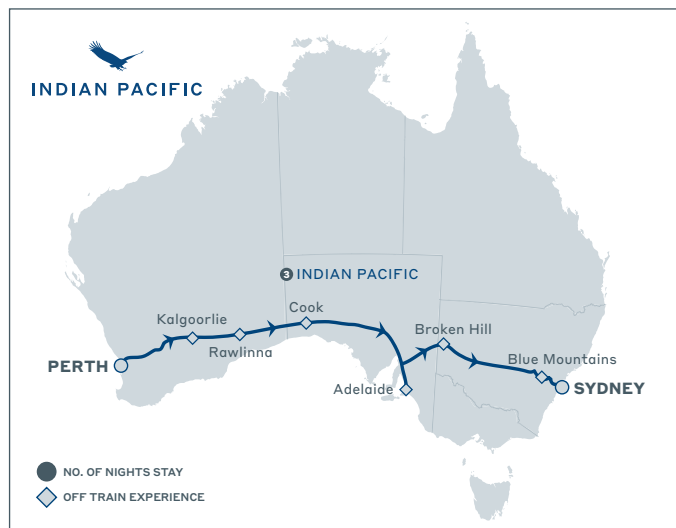 INDIAN PACIFIC
3 INDIAN PACIFIC
Cook
Kalgoorlie
Rawlinna
Broken Hill
Blue Mountains
PERTH
Adelaide
SYDNEY
NO. OF NIGHTS STAY
OFF TRAIN EXPERIENCE